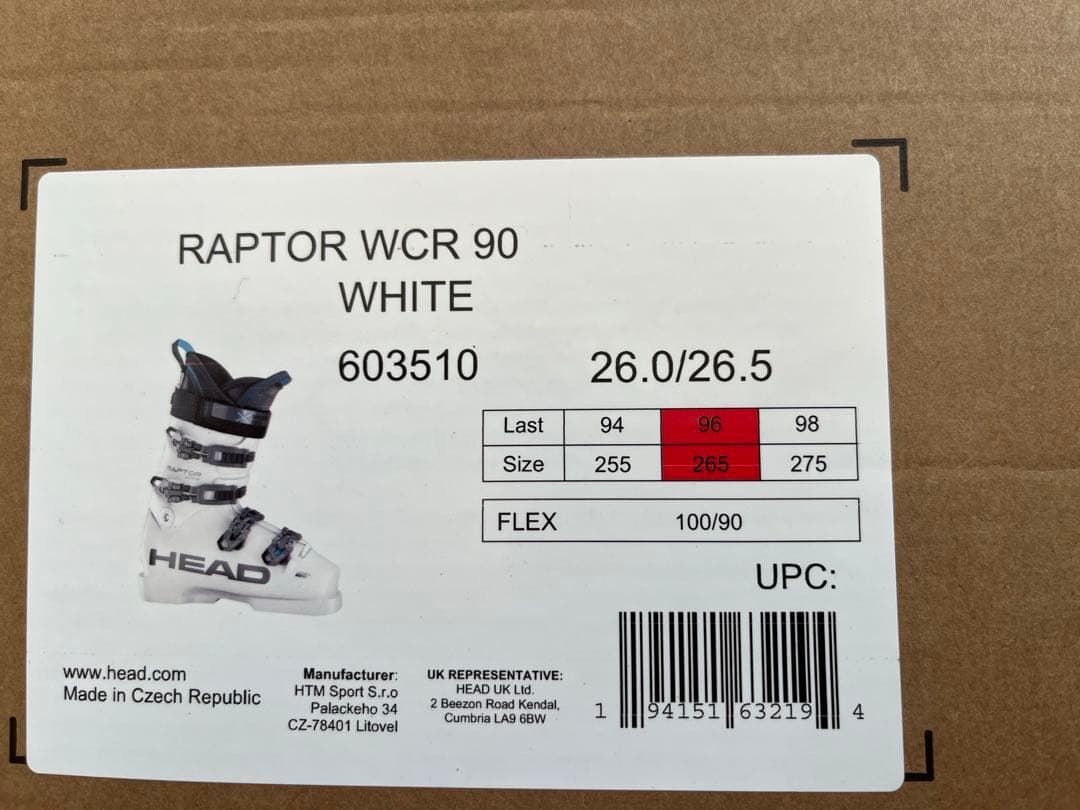 RAPTOR WCR 90
WHITE
603510 26.0/26.5
Last 94 96 98
Size 255 265 275
FLEX 100/90
UPC:
RAPTOR
HEAD
www.head.com
Made in Czech Republic
Manufacturer:
HTM Sport S.r.o
Palackeho 34
CZ-78401 Litovel
UK REPRESENTATIVE:
HEAD UK Ltd.
2 Beezon Road Kendal,
Cumbria LA9 6BW
1 94151 63219 4